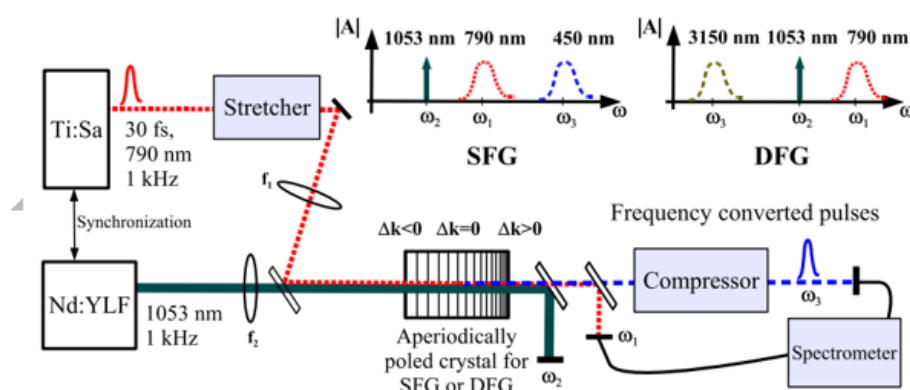 |A|
1053 nm 790 nm 450 nm
ω₂ ω₁ ω₃
ω
SFG
|A|
3150 nm 1053 nm 790 nm
ω₃ ω₂ ω₁
ω
DFG
Ti:Sa
30 fs,
790 nm
1 kHz
Stretcher
f₁
Synchronization
Nd:YLF
1053 nm
1 kHz
f₂
Δk<0 Δk=0 Δk>0
Aperiodically
poled crystal for
SFG or DFG
ω₂
ω₁
Frequency converted pulses
Compressor
ω₃
Spectrometer